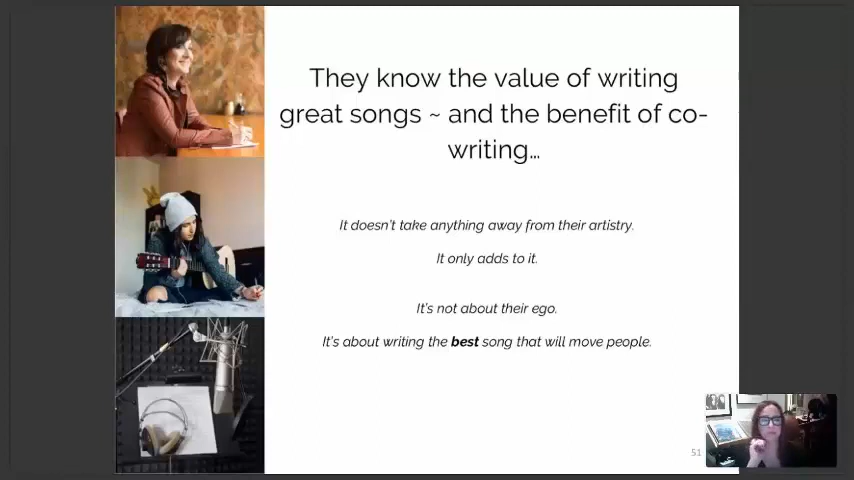 They know the value of writing
great songs ~ and the benefit of co-
writing...
It doesn't take anything away from their artistry.
It only adds to it.
It's not about their ego.
It's about writing the best song that will move people.
51